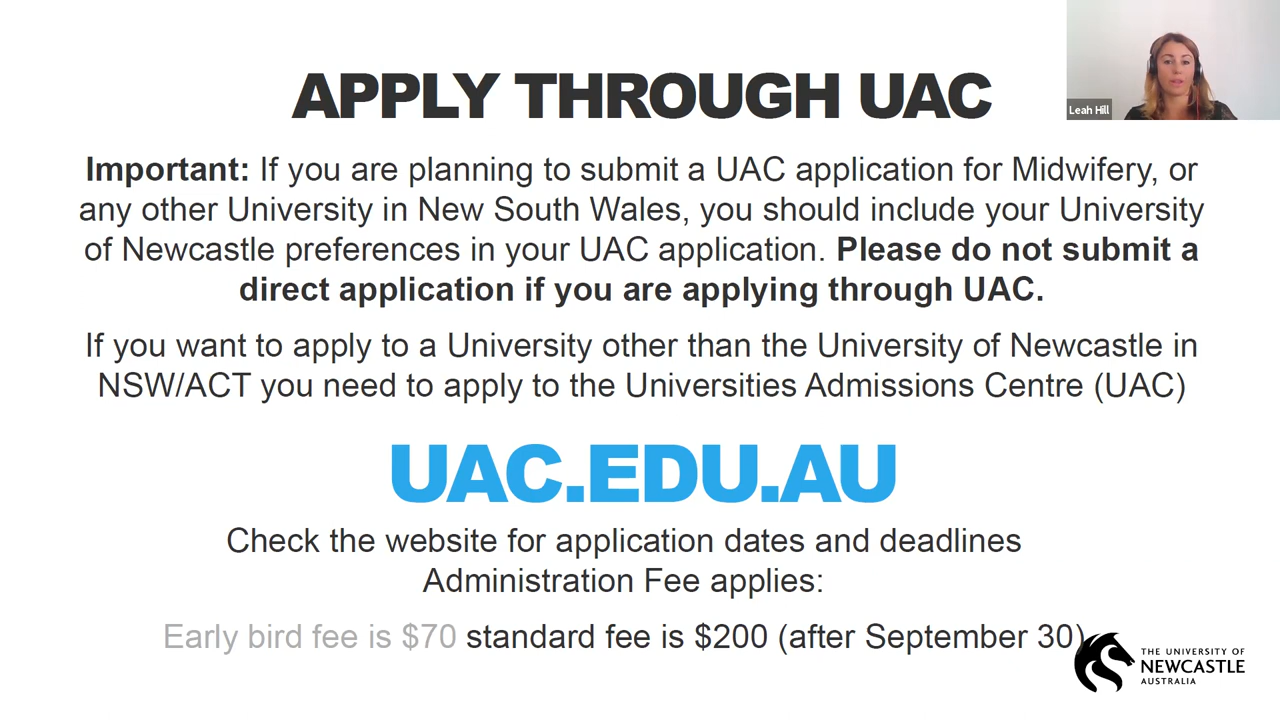 APPLY THROUGH UAC
Leah Hill
Important: If you are planning to submit a UAC application for Midwifery, or
any other University in New South Wales, you should include your University
of Newcastle preferences in your UAC application. Please do not submit a
direct application if you are applying through UAC.
If you want to apply to a University other than the University of Newcastle in
NSW/ACT you need to apply to the Universities Admissions Centre (UAC)
UAC.EDU.AU
Check the website for application dates and deadlines
Administration Fee applies:
Early bird fee is $70 standard fee is $200 (after September 30)
THE UNIVERSITY OF
NEWCASTLE
AUSTRALIA